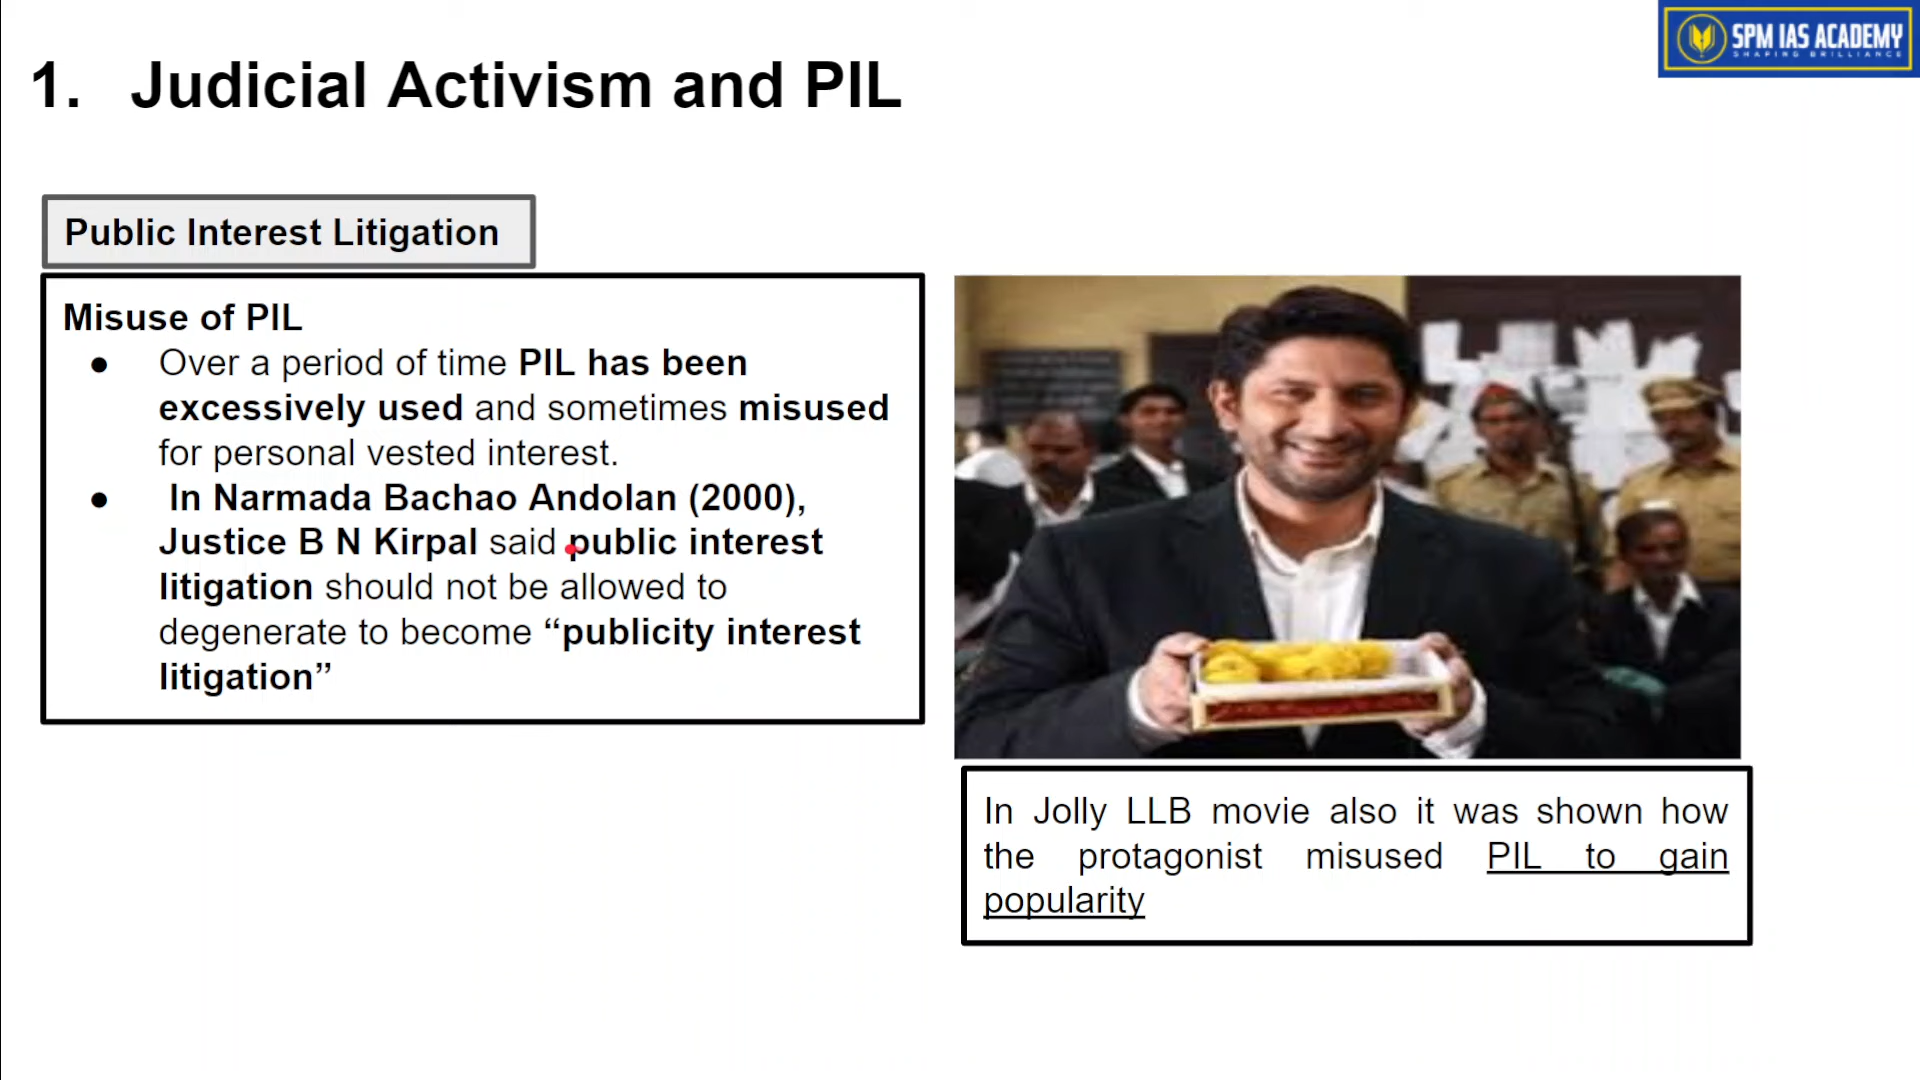 SPM IAS ACADEMY
SHAPING BRILLIANCE
1. Judicial Activism and PIL
Public Interest Litigation
Misuse of PIL
● Over a period of time PIL has been
excessively used and sometimes misused
for personal vested interest.
● In Narmada Bachao Andolan (2000),
Justice B N Kirpal said public interest
litigation should not be allowed to
degenerate to become “publicity interest
litigation”
In Jolly LLB movie also it was shown how
the protagonist misused PIL to gain
popularity